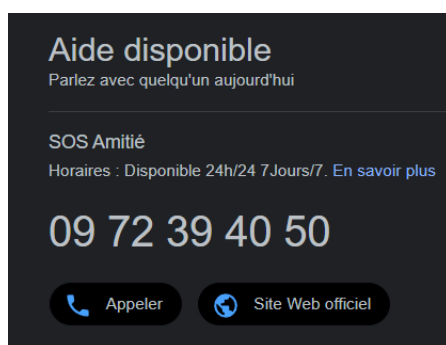 Aide disponible
Parlez avec quelqu'un aujourd'hui
SOS Amitié
Horaires : Disponible 24h/24 7Jours/7. En savoir plus
09 72 39 40 50
Appeler
Site Web officiel